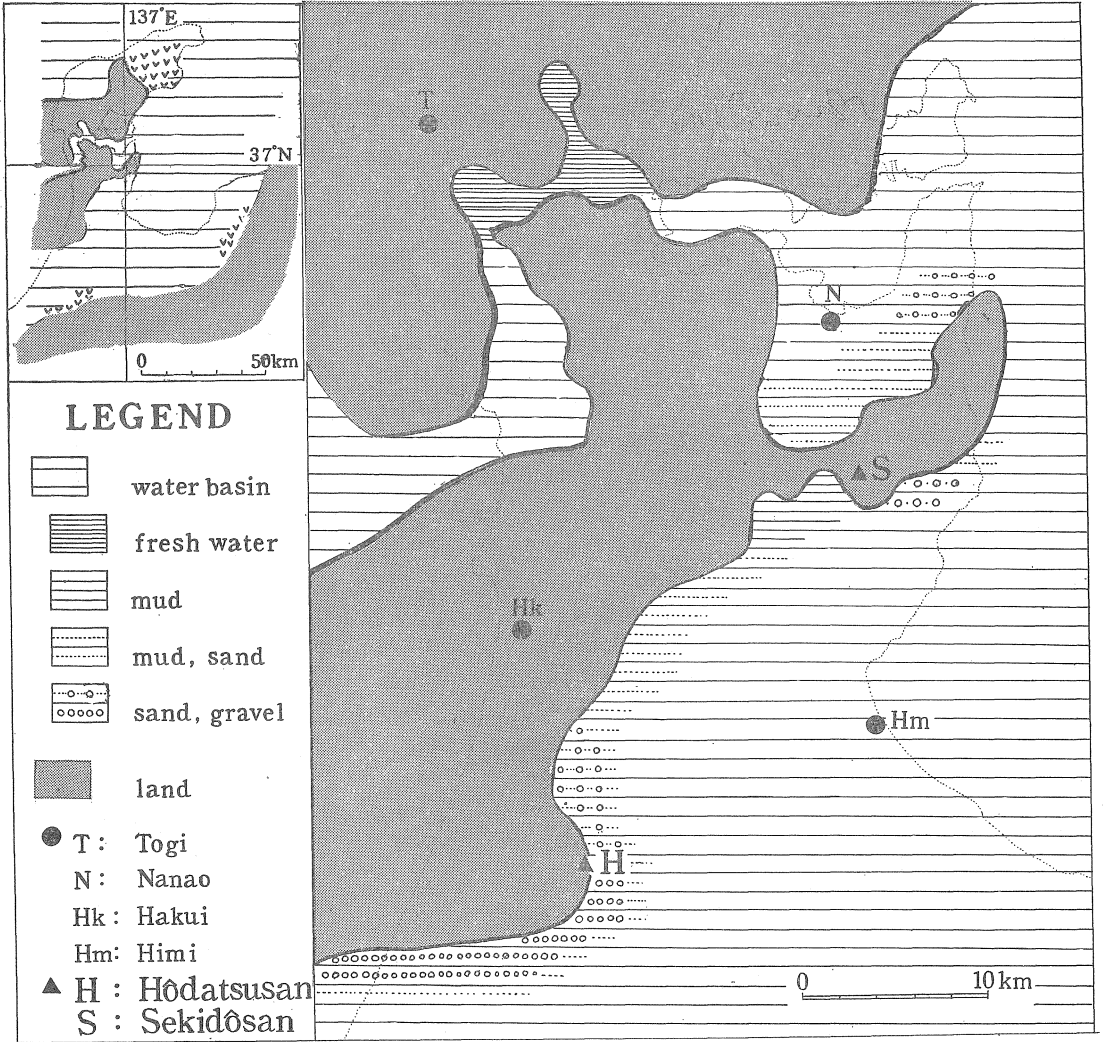 137°E
37°N
0 50km
LEGEND
water basin
fresh water
mud
mud, sand
sand, gravel
land
T : Togi
N : Nanao
Hk : Hakui
Hm: Himi
H : Hôdatsusan
S : Sekidôsan
T
N
S
Hk
Hm
H
0 10km